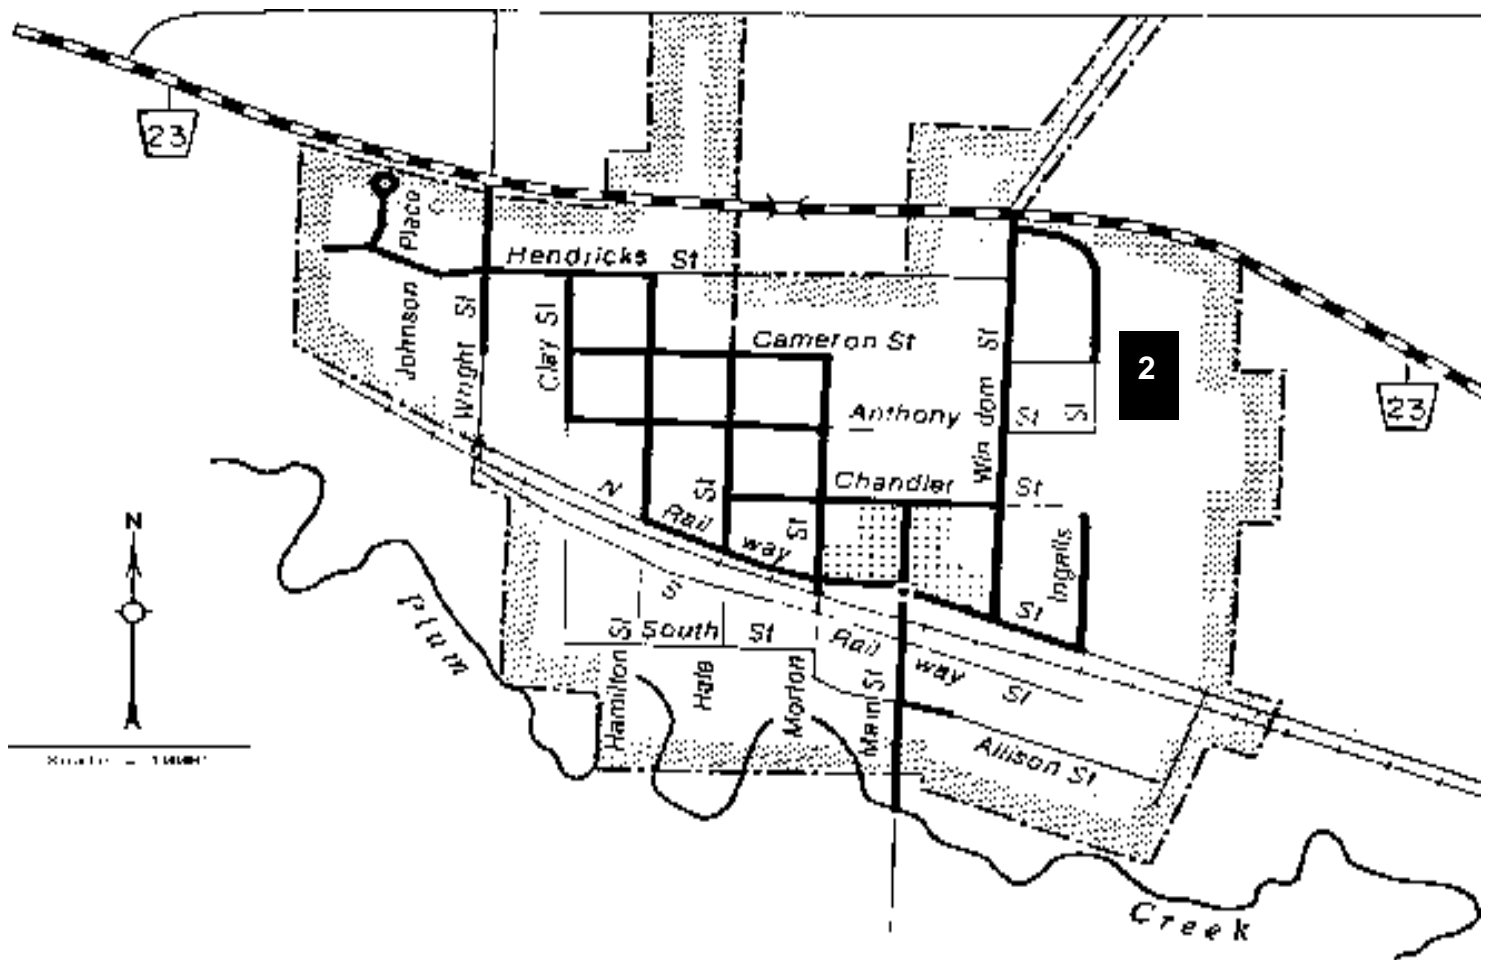 23
Place
Hendricks St
Johnson
Wright St
Clay St
Cameron St
2
23
Anthony St
St
Windom St
Chandler St
N Rail way St
St
St
Ingalls
N
S Rail way St
South St
Plum
Hamilton St
Hale
Morton
Main St
Allison St
Creek